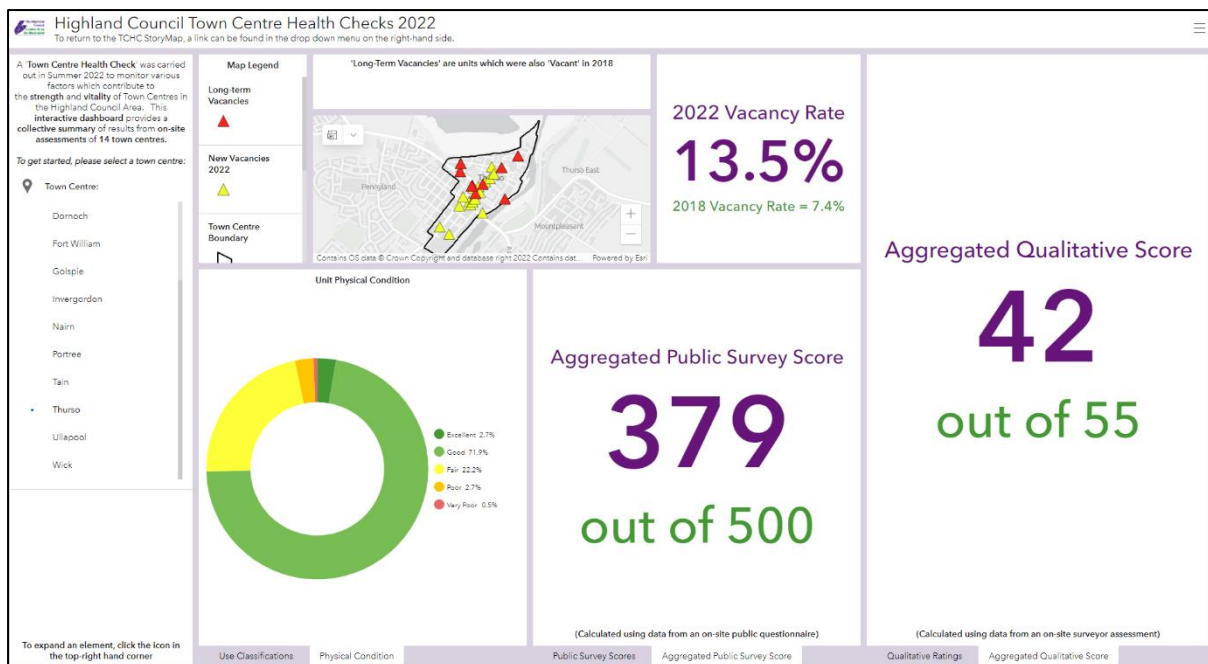 Highland Council Town Centre Health Checks 2022
To return to the TCHC StoryMap, a link can be found in the drop down menu on the right-hand side.
A 'Town Centre Health Check' was carried
out in Summer 2022 to monitor various
factors which contribute to
the strength and vitality of Town Centres in
the Highland Council Area. This
interactive dashboard provides a
collective summary of results from on-site
assessments of 14 town centres.
To get started, please select a town centre:
Town Centre:
Dornoch
Fort William
Golspie
Invergordon
Nairn
Portree
Tain
Thurso
Ullapool
Wick
To expand an element, click the icon in
the top-right hand corner
Map Legend
Long-term
Vacancies
New Vacancies
2022
Town Centre
Boundary
'Long-Term Vacancies' are units which were also 'Vacant' in 2018
Pennyland
Thurso East
Mountpleasant
+
−
Contains OS data © Crown Copyright and database right 2022 Contains dat...
Powered by Esri
2022 Vacancy Rate
13.5%
2018 Vacancy Rate = 7.4%
Unit Physical Condition
Excellent 2.7%
Good 71.9%
Fair 22.2%
Poor 2.7%
Very Poor 0.5%
Use Classifications
Physical Condition
Aggregated Public Survey Score
379
out of 500
(Calculated using data from an on-site public questionnaire)
Public Survey Scores
Aggregated Public Survey Score
Aggregated Qualitative Score
42
out of 55
(Calculated using data from an on-site surveyor assessment)
Qualitative Ratings
Aggregated Qualitative Score